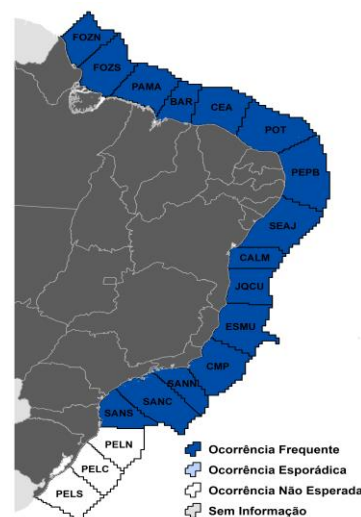 FOZN
FOZS
PAMA
BAR
CEA
POT
PEPB
SEAJ
CALM
JQCU
ESMU
CMP
SANN
SANC
SANS
PELN
PELC
PELS
Ocorrência Frequente
Ocorrência Esporádica
Ocorrência Não Esperada
Sem Informação